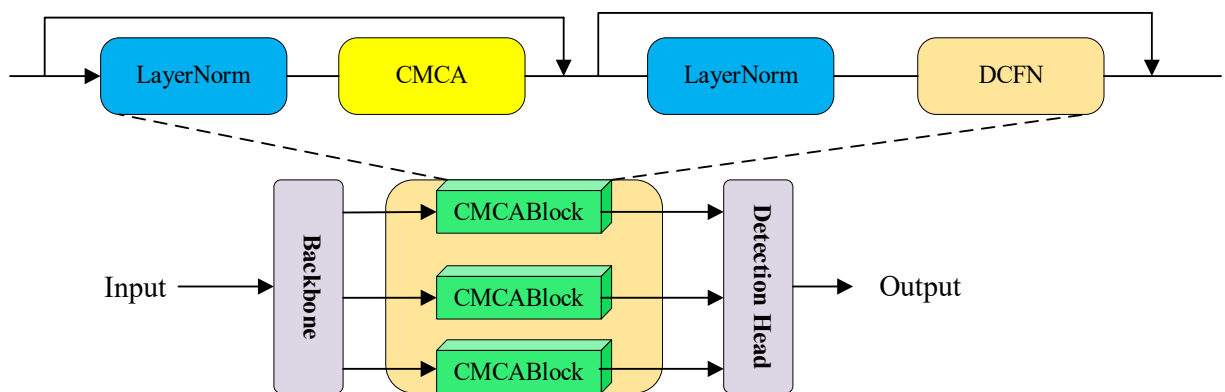 LayerNorm
CMCA
LayerNorm
DCFN
Input
Backbone
CMCABlock
CMCABlock
CMCABlock
Detection Head
Output